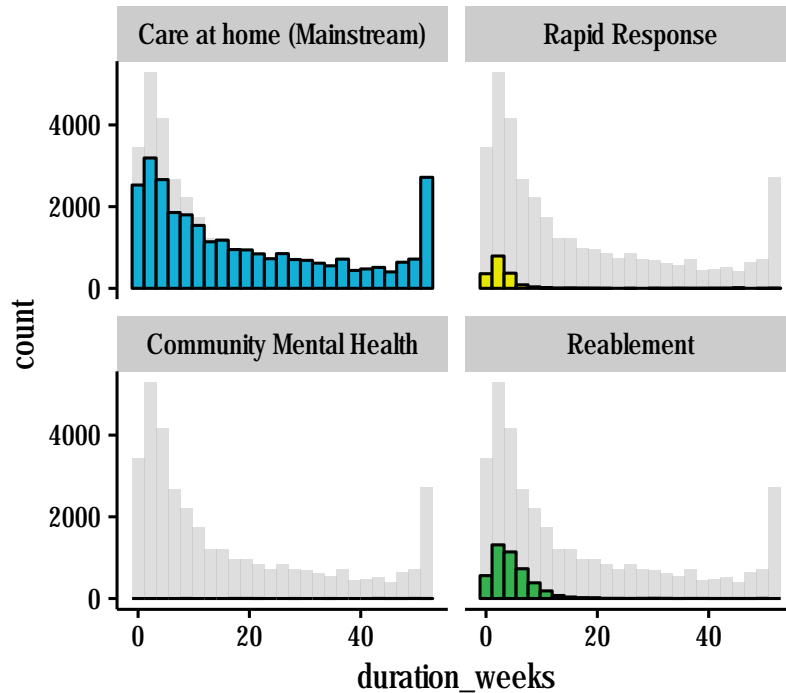 Care at home (Mainstream)
Rapid Response
4000
2000
0
Community Mental Health
Reablement
4000
2000
0
0
20
40
0
20
40
count
duration_weeks